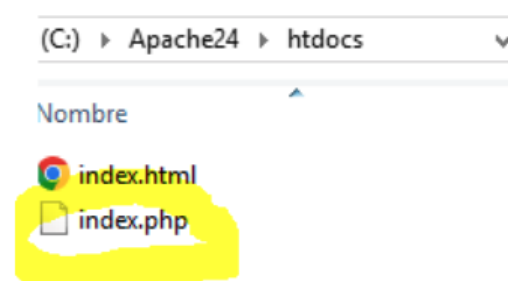 (C:) ▸ Apache24 ▸ htdocs
Nombre
index.html
index.php